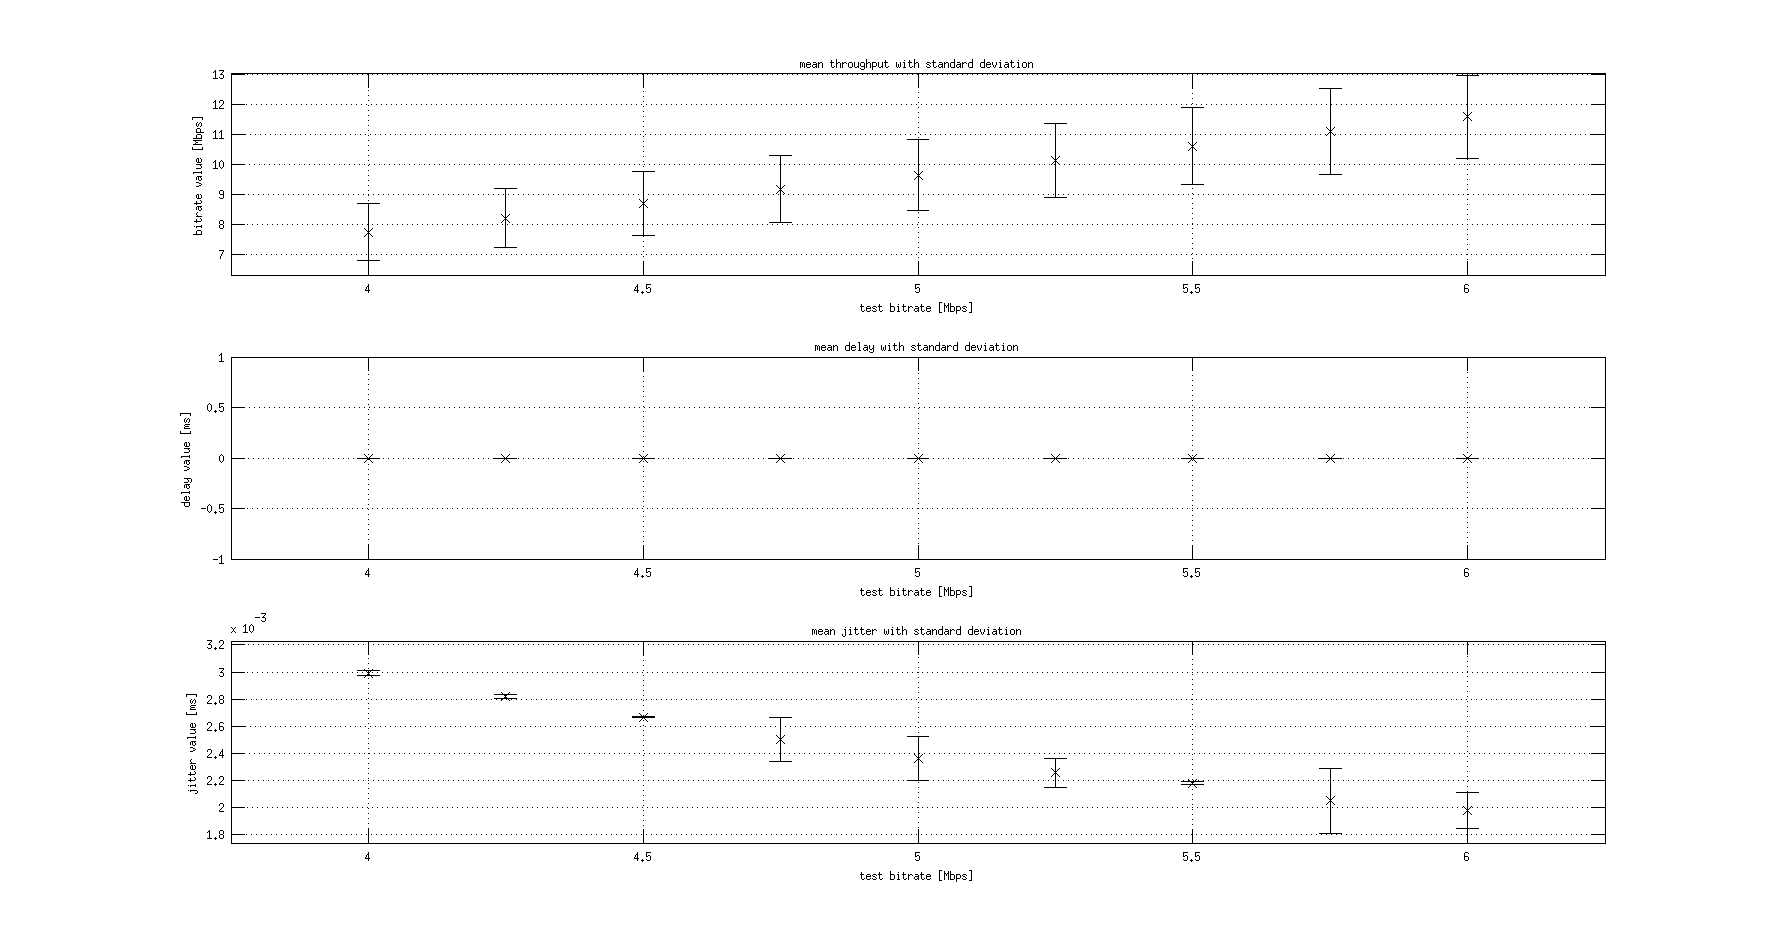 mean throughput with standard deviation
13
12
11
10
9
8
7
bitrate value [Mbps]
4 4.5 5 5.5 6
test bitrate [Mbps]
mean delay with standard deviation
1
0.5
0
-0.5
-1
delay value [ms]
4 4.5 5 5.5 6
test bitrate [Mbps]
x 10-3
mean jitter with standard deviation
3.2
3
2.8
2.6
2.4
2.2
2
1.8
jitter value [ms]
4 4.5 5 5.5 6
test bitrate [Mbps]